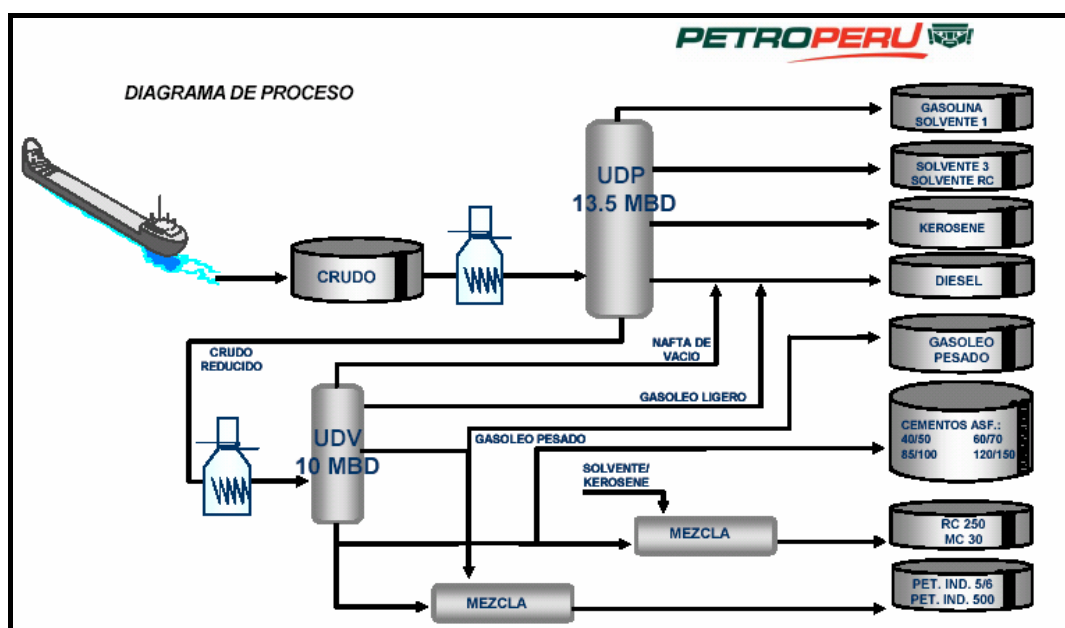 PETROPERU
DIAGRAMA DE PROCESO
GASOLINA
SOLVENTE 1
UDP
13.5 MBD
SOLVENTE 3
SOLVENTE RC
KEROSENE
CRUDO
DIESEL
CRUDO
REDUCIDO
NAFTA DE
VACIO
GASOLEO
PESADO
GASOLEO LIGERO
UDV
10 MBD
GASOLEO PESADO
CEMENTOS ASF.:
40/50 60/70
85/100 120/150
SOLVENTE/
KEROSENE
MEZCLA
RC 250
MC 30
MEZCLA
PET. IND. 5/6
PET. IND. 500